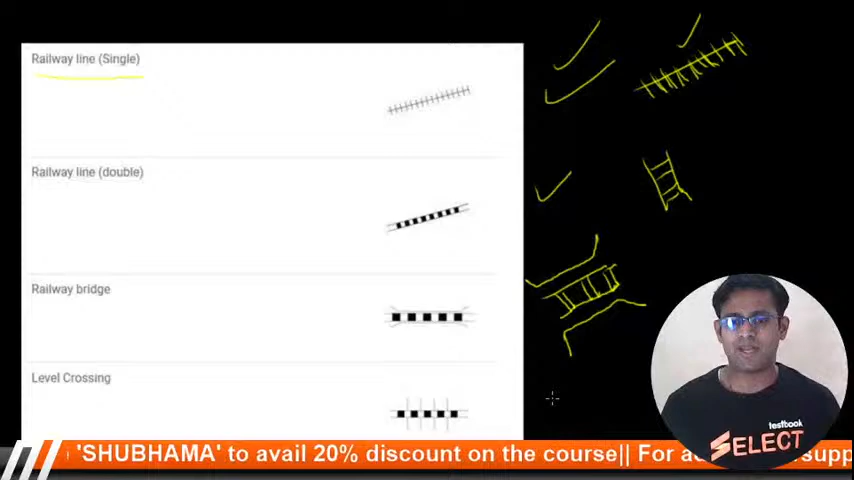 Railway line (Single)
Railway line (double)
Railway bridge
Level Crossing
testbook
SELECT
'SHUBHAMA' to avail 20% discount on the course|| For a
supp